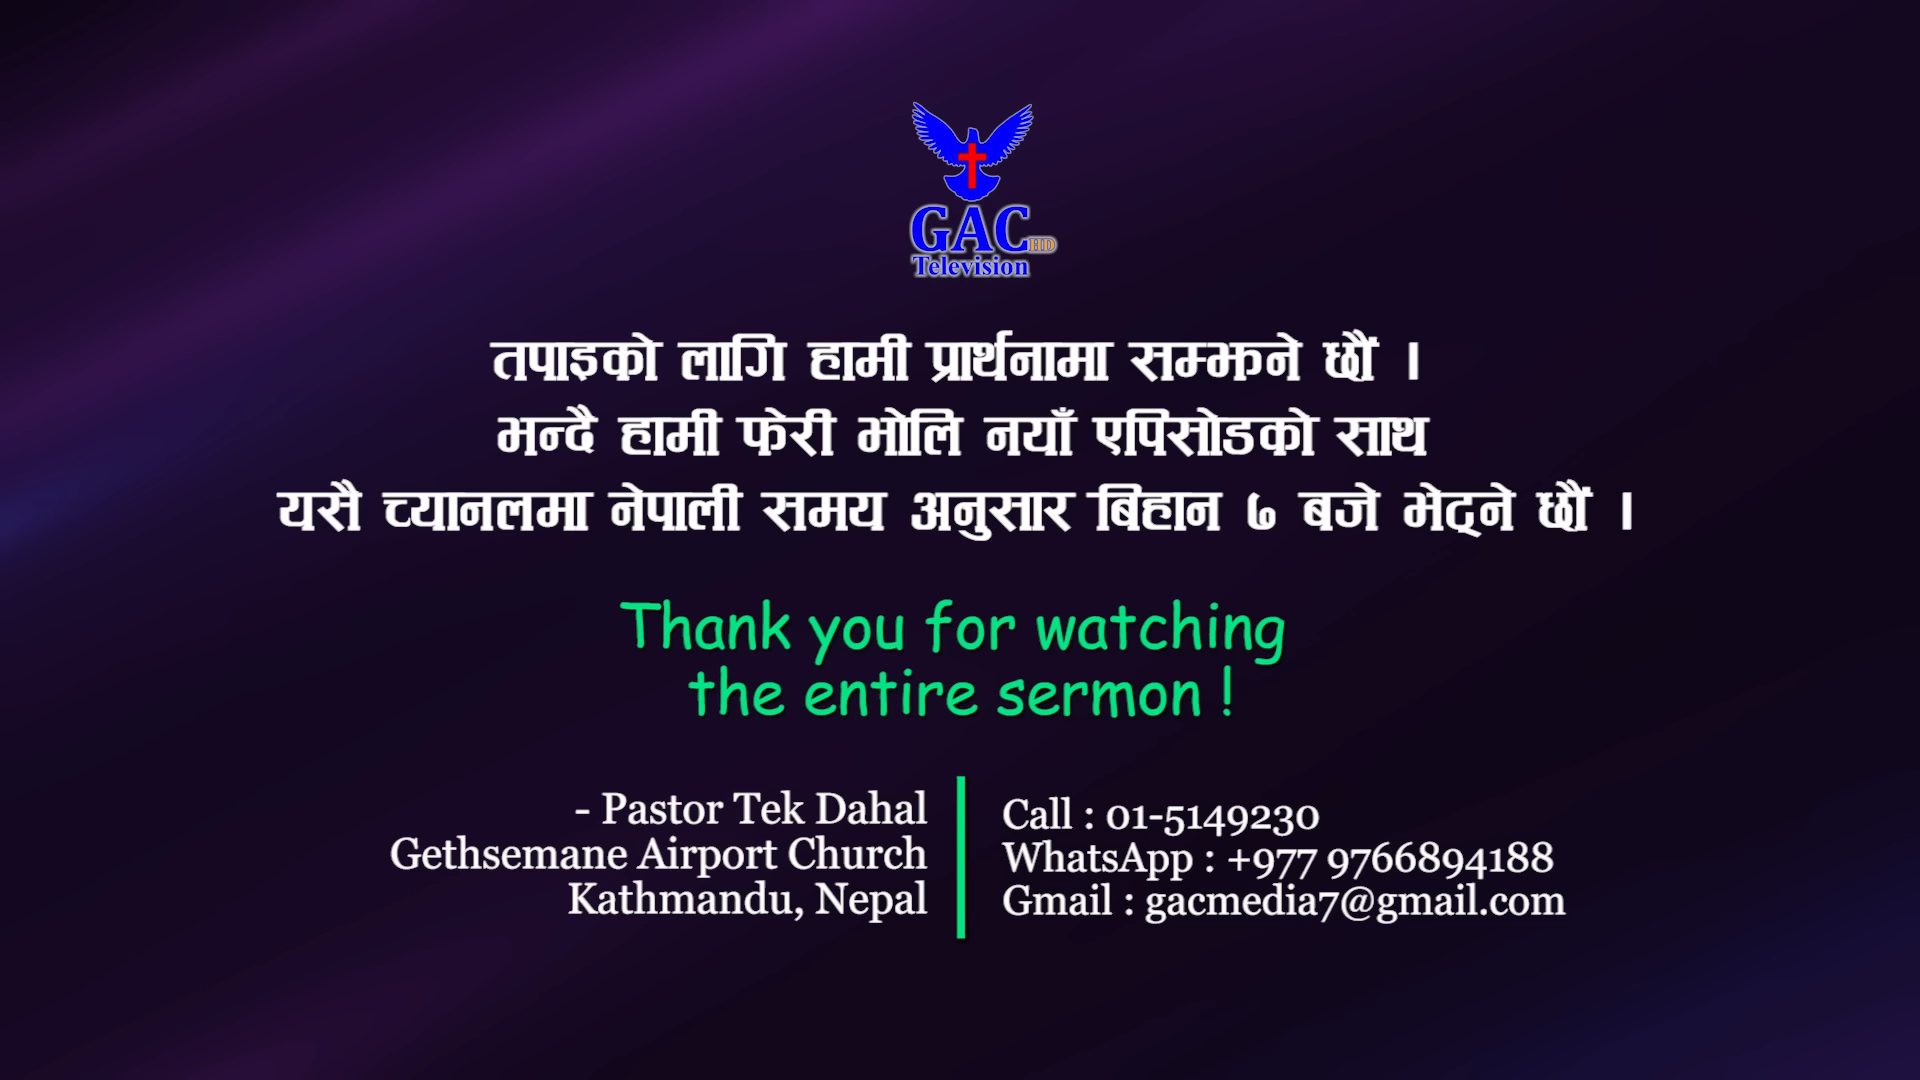 GAC HD
Television
तपाइको लागि हामी प्रार्थनामा सम्झने छौं ।
भन्दै हामी फेरी भोलि नयाँ एपिसोडको साथ
यसै च्यानलमा नेपाली समय अनुसार बिहान ७ बजे भेट्ने छौं ।
Thank you for watching
the entire sermon !
- Pastor Tek Dahal
Gethsemane Airport Church
Kathmandu, Nepal
Call : 01-5149230
WhatsApp : +977 9766894188
Gmail : gacmedia7@gmail.com